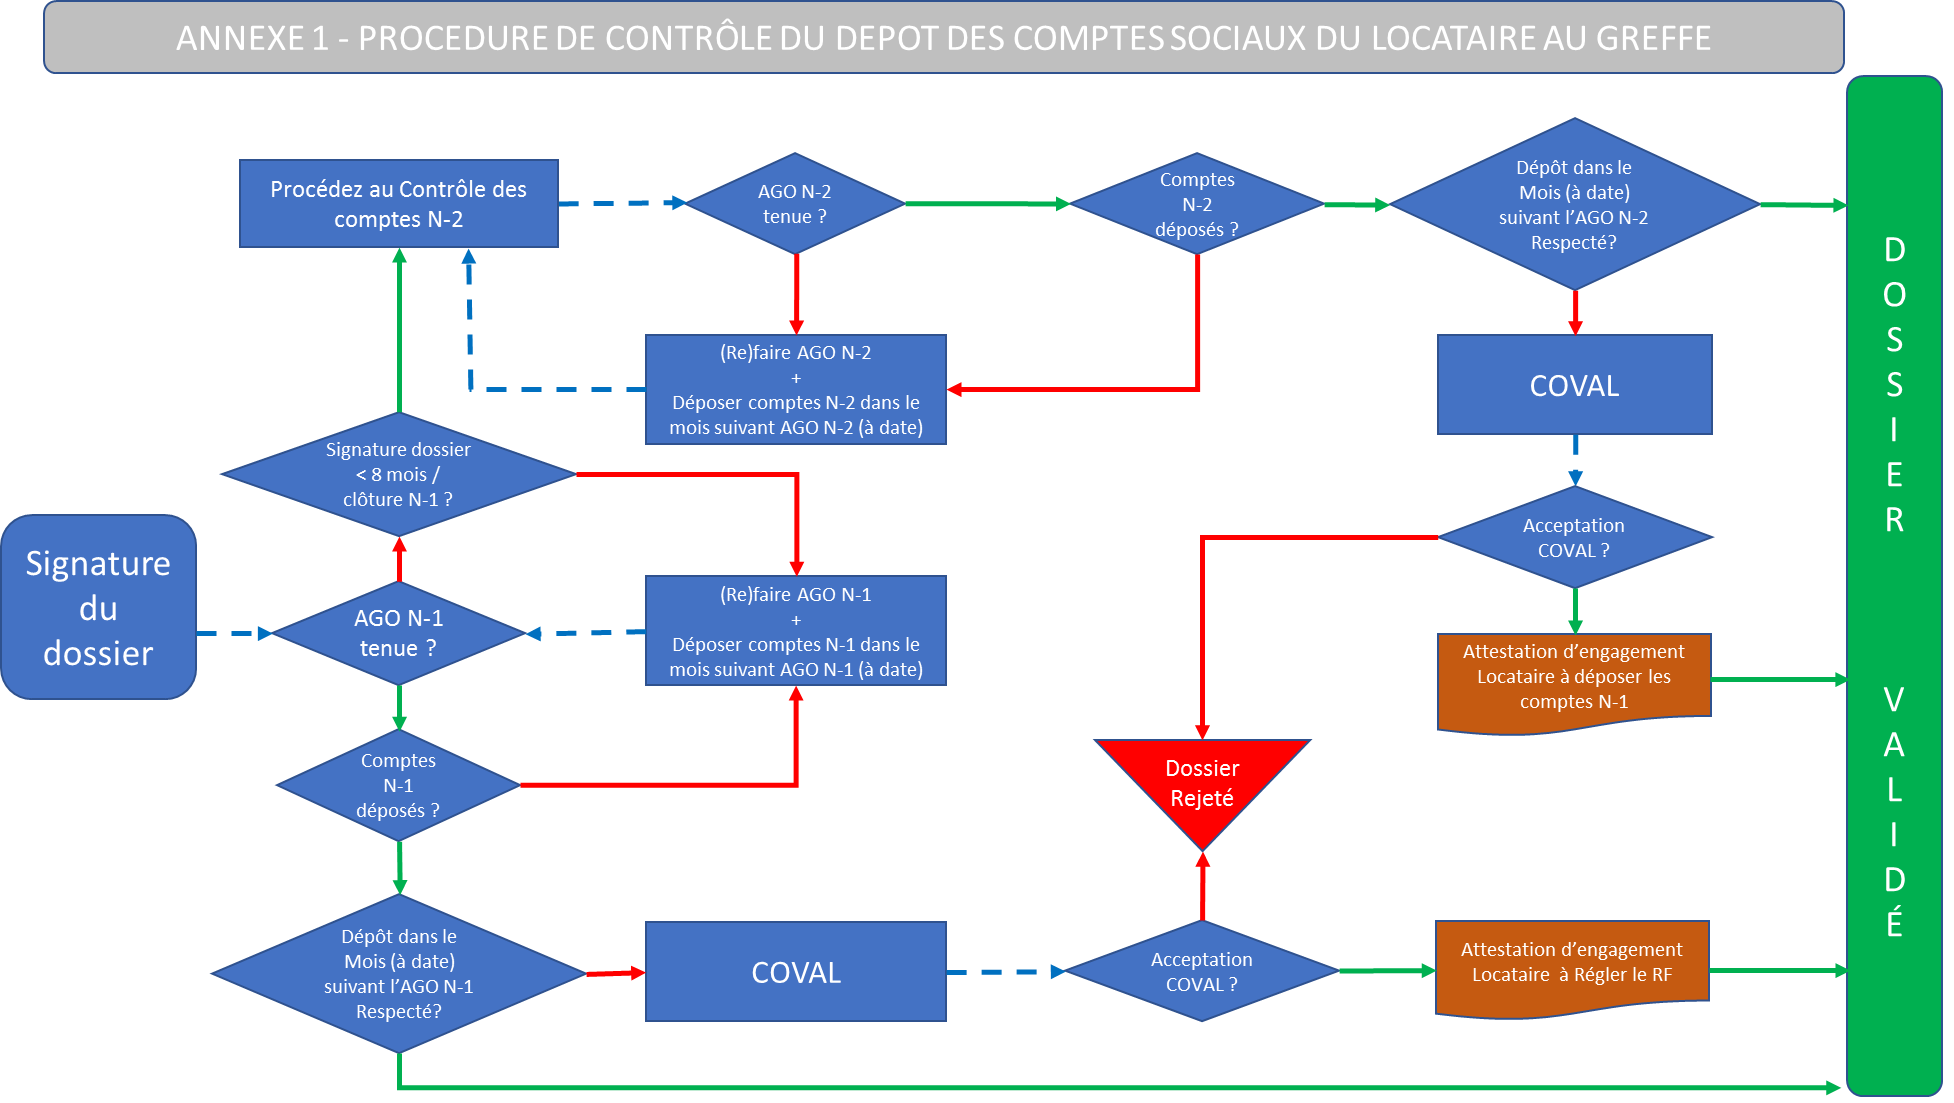 ANNEXE 1 - PROCEDURE DE CONTRÔLE DU DEPOT DES COMPTES SOCIAUX DU LOCATAIRE AU GREFFE
Procédez au Contrôle des
comptes N-2
AGO N-2
tenue ?
Comptes
N-2
déposés ?
Dépôt dans le
Mois (à date)
suivant l’AGO N-2
Respecté?
(Re)faire AGO N-2
+
Déposer comptes N-2 dans le
mois suivant AGO N-2 (à date)
COVAL
Signature dossier
< 8 mois /
clôture N-1 ?
Acceptation
COVAL ?
Signature
du
dossier
AGO N-1
tenue ?
(Re)faire AGO N-1
+
Déposer comptes N-1 dans le
mois suivant AGO N-1 (à date)
Attestation d’engagement
Locataire à déposer les
comptes N-1
Comptes
N-1
déposés ?
Dossier
Rejeté
Dépôt dans le
Mois (à date)
suivant l’AGO N-1
Respecté?
COVAL
Acceptation
COVAL ?
Attestation d’engagement
Locataire à Régler le RF
D
O
S
S
I
E
R
V
A
L
I
D
É